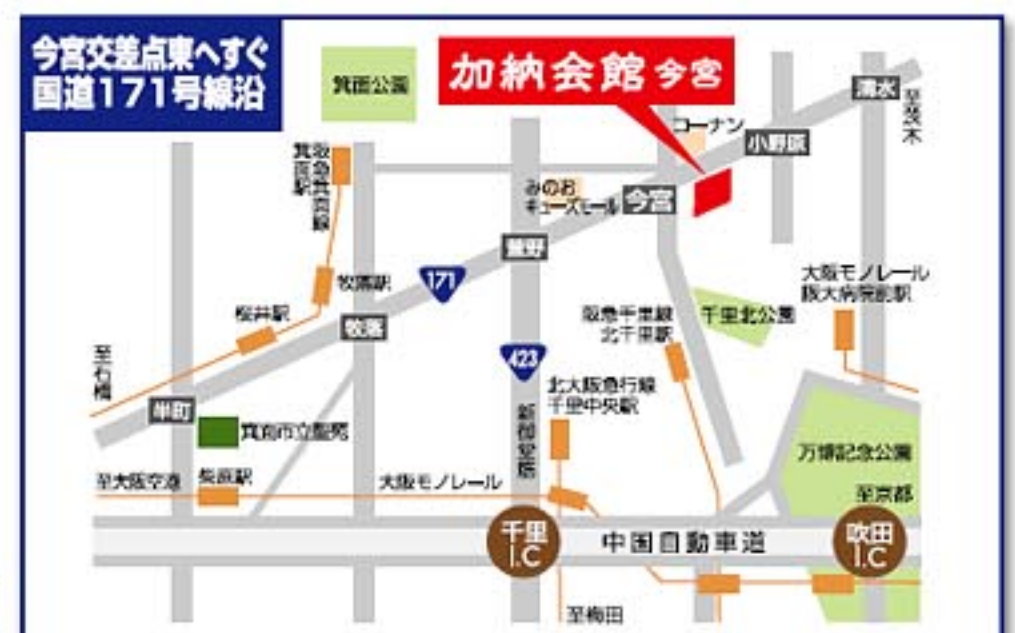 今宮交差点東へすぐ
国道171号線沿
加納会館 今宮
箕面公園
清水
至茨木
コーナン
小野原
阪急箕面線
箕面駅
みのお
キューズモール
今宮
萱野
171
牧落駅
牧落
桜井駅
大阪モノレール
阪大病院前駅
千里北公園
阪急千里線
北千里駅
423
至石橋
半町
箕面市立聖苑
北大阪急行線
千里中央駅
新御堂筋
万博記念公園
至大阪空港
柴原駅
大阪モノレール
至京都
千里
I.C
中国自動車道
吹田
I.C
至梅田